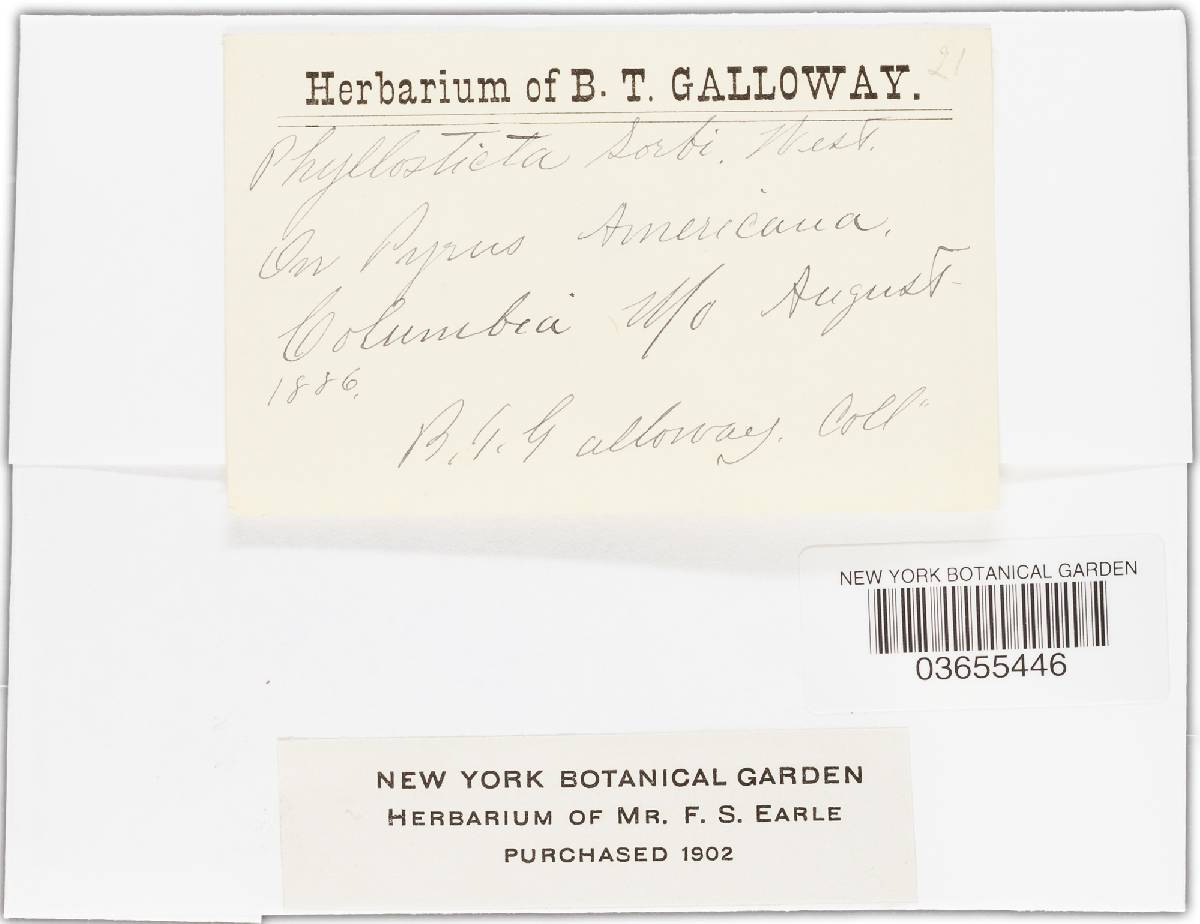 21
Herbarium of B. T. GALLOWAY.
Phyllosticta Sorbi. West.
On Pyrus Americana.
Columbia Mo August
1886.
B. T. Galloway. Coll
NEW YORK BOTANICAL GARDEN
03655446
NEW YORK BOTANICAL GARDEN
HERBARIUM OF MR. F. S. EARLE
PURCHASED 1902